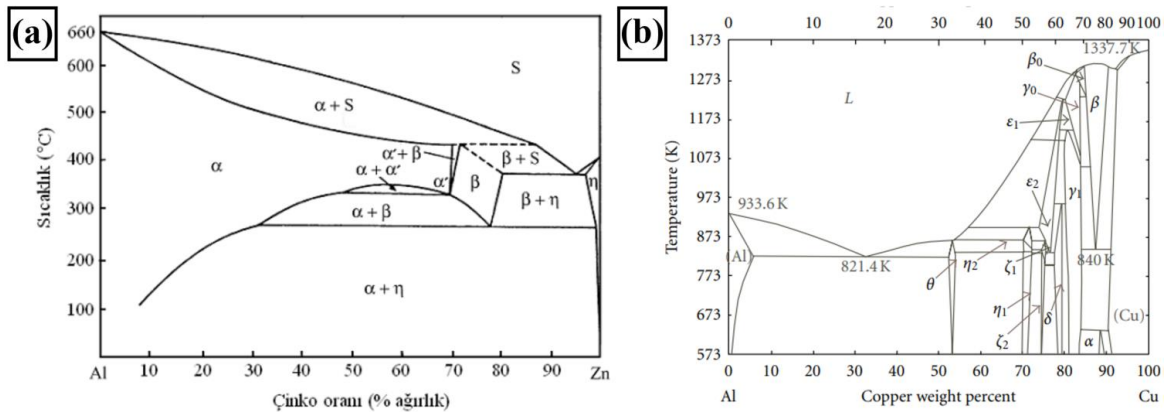 (a)
660
600
500
400
300
200
100
Sıcaklık (°C)
S
α + S
α
α′ + β
α + α′
α′
β
β + S
η
α + β
β + η
α + η
Al 10 20 30 40 50 60 70 80 90 Zn
Çinko oranı (% ağırlık)
(b)
0 10 20 30 40 50 60 70 80 90 100
1373
1273
1173
1073
973
873
773
673
573
Temperature (K)
1337.7 K
L
β0
γ0
β
ε1
ε2
γ1
933.6 K
(Al)
821.4 K
θ
η2
ζ1
840 K
η1
ζ2
δ
(Cu)
α
0 10 20 30 40 50 60 70 80 90 100
Al Copper weight percent Cu